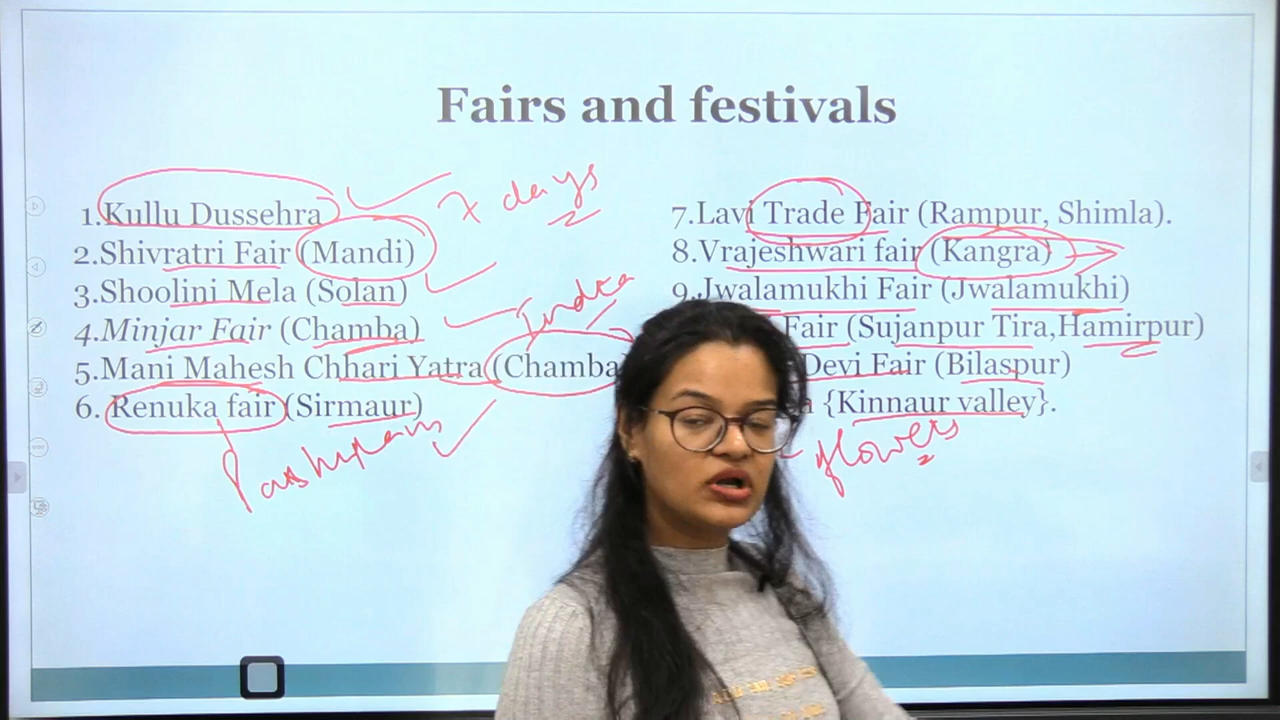 Fairs and festivals
1.Kullu Dussehra
7 days
2.Shivratri Fair (Mandi)
3.Shoolini Mela (Solan)
4.Minjar Fair (Chamba)
Indra
5.Mani Mahesh Chhari Yatra (Chamba
6. Renuka fair (Sirmaur)
7.Lavi Trade Fair (Rampur, Shimla).
8.Vrajeshwari fair (Kangra)
9.Jwalamukhi Fair (Jwalamukhi)
Fair (Sujanpur Tira,Hamirpur)
Devi Fair (Bilaspur)
{Kinnaur valley}.
flowers